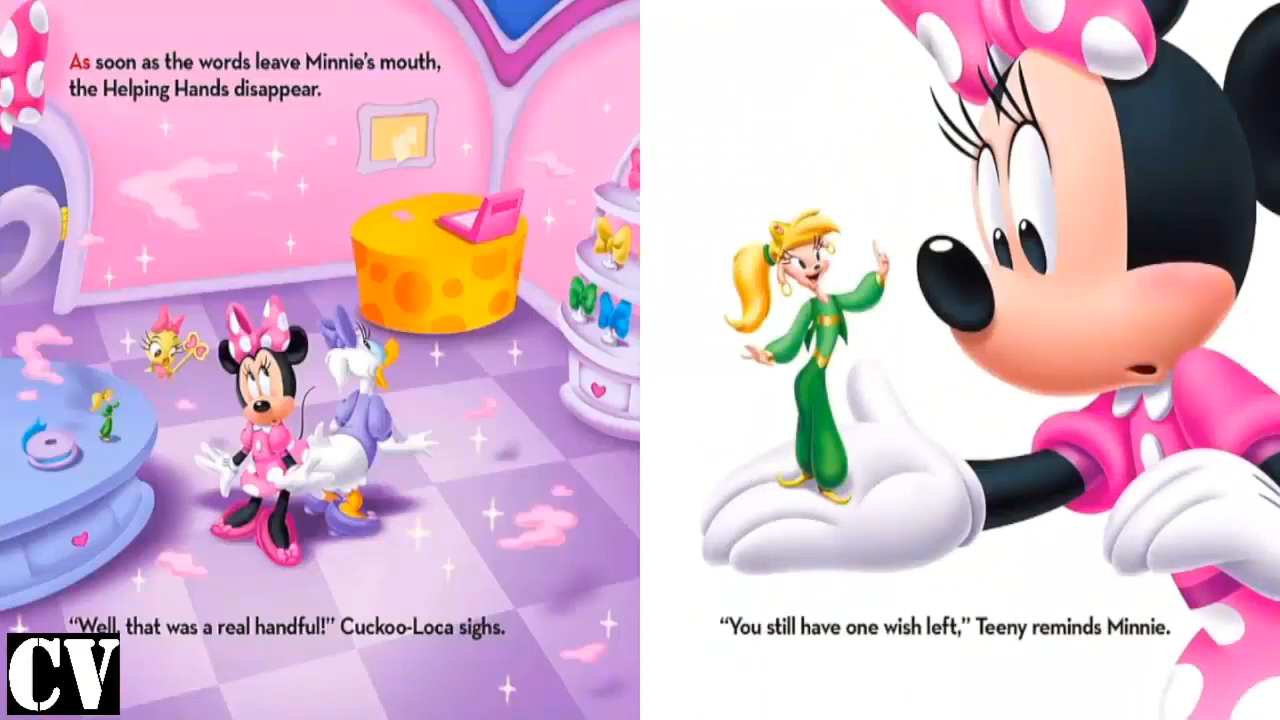 As soon as the words leave Minnie's mouth,
the Helping Hands disappear.
"Well, that was a real handful!" Cuckoo-Loca sighs.
"You still have one wish left," Teeny reminds Minnie.
CV